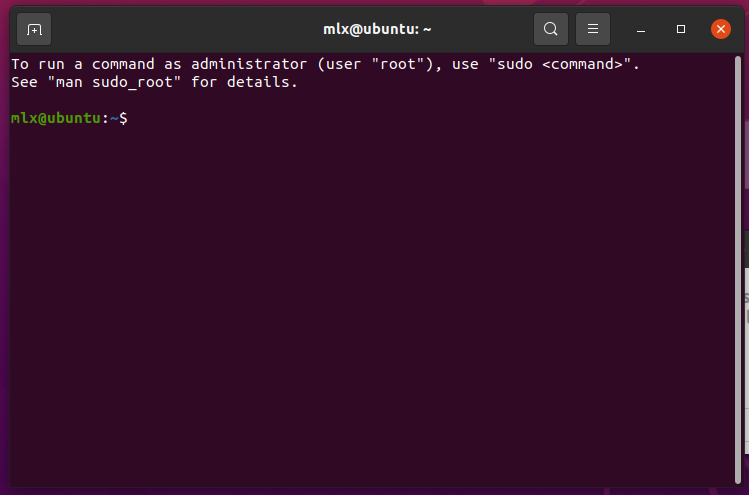 mlx@ubuntu: ~
To run a command as administrator (user "root"), use "sudo <command>".
See "man sudo_root" for details.
mlx@ubuntu:~$